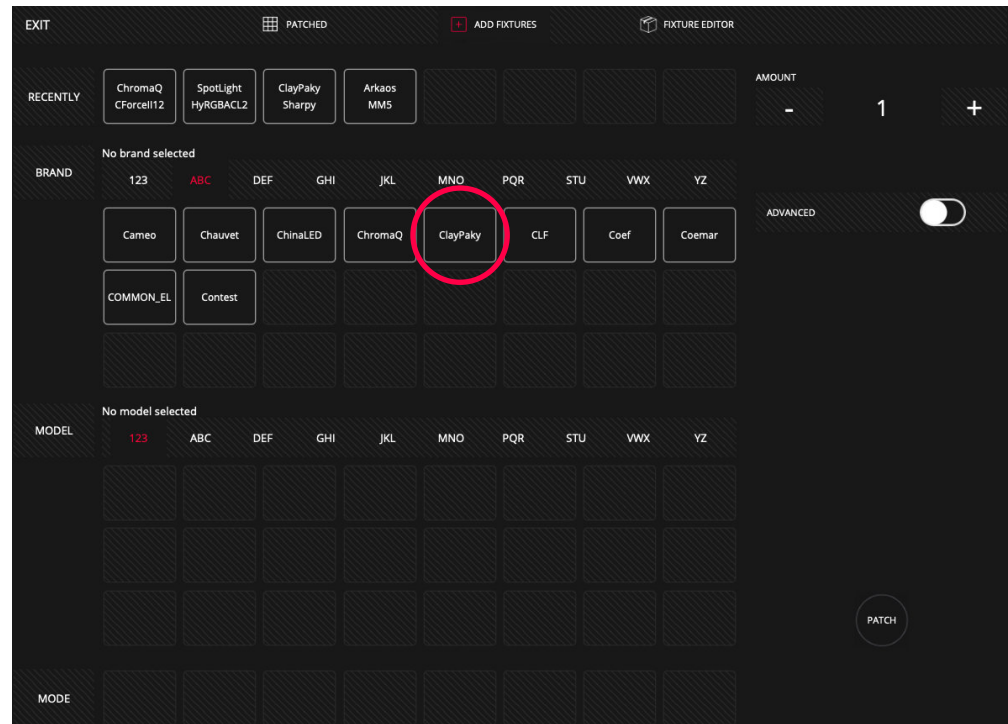 EXIT
PATCHED
ADD FIXTURES
FIXTURE EDITOR
RECENTLY
ChromaQ
CForceII12
SpotLight
HyRGBACL2
ClayPaky
Sharpy
Arkaos
MM5
AMOUNT
- 1 +
No brand selected
BRAND
123 ABC DEF GHI JKL MNO PQR STU VWX YZ
Cameo Chauvet ChinaLED ChromaQ ClayPaky CLF Coef Coemar
ADVANCED
COMMON_EL Contest
No model selected
MODEL
123 ABC DEF GHI JKL MNO PQR STU VWX YZ
PATCH
MODE